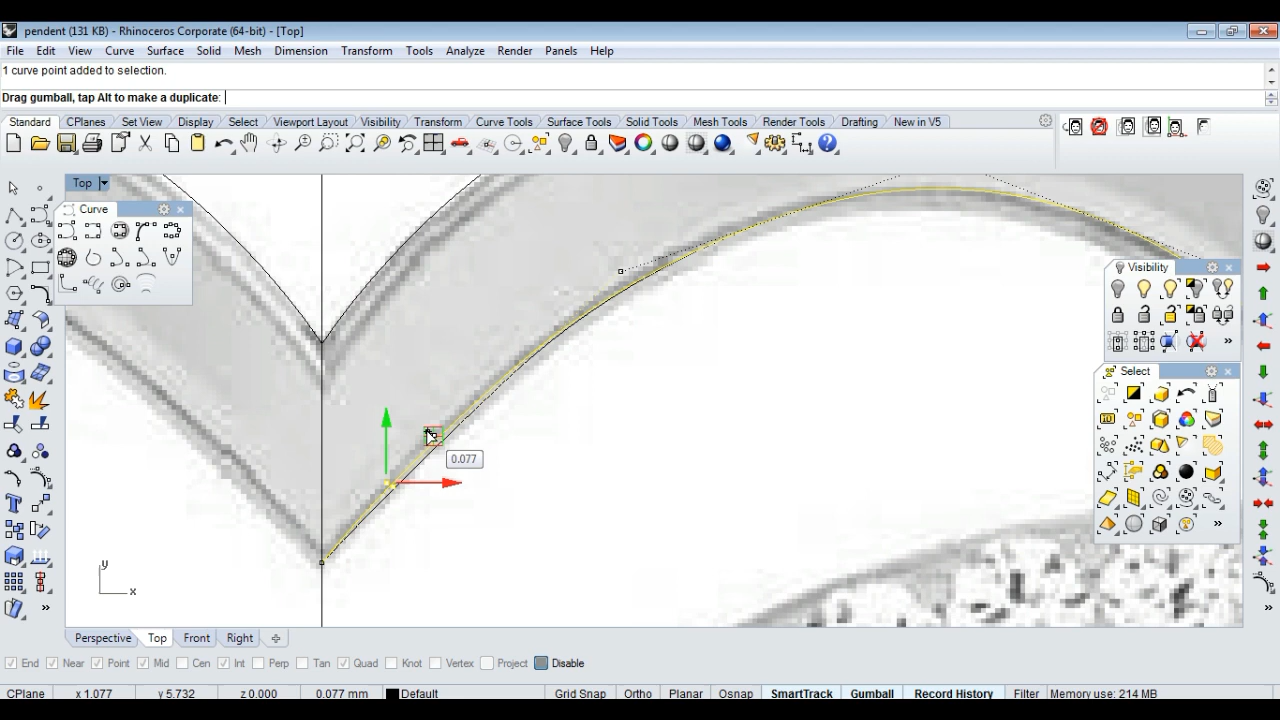 pendent (131 KB) - Rhinoceros Corporate (64-bit) - [Top]
File Edit View Curve Surface Solid Mesh Dimension Transform Tools Analyze Render Panels Help
1 curve point added to selection.
Drag gumball, tap Alt to make a duplicate:
Standard CPlanes Set View Display Select Viewport Layout Visibility Transform Curve Tools Surface Tools Solid Tools Mesh Tools Render Tools Drafting New in V5
Top
Curve
Visibility
Select
0.077
y
x
Perspective Top Front Right
End Near Point Mid Cen Int Perp Tan Quad Knot Vertex Project Disable
CPlane x 1.077 y 5.732 z 0.000 0.077 mm Default Grid Snap Ortho Planar Osnap SmartTrack Gumball Record History Filter Memory use: 214 MB